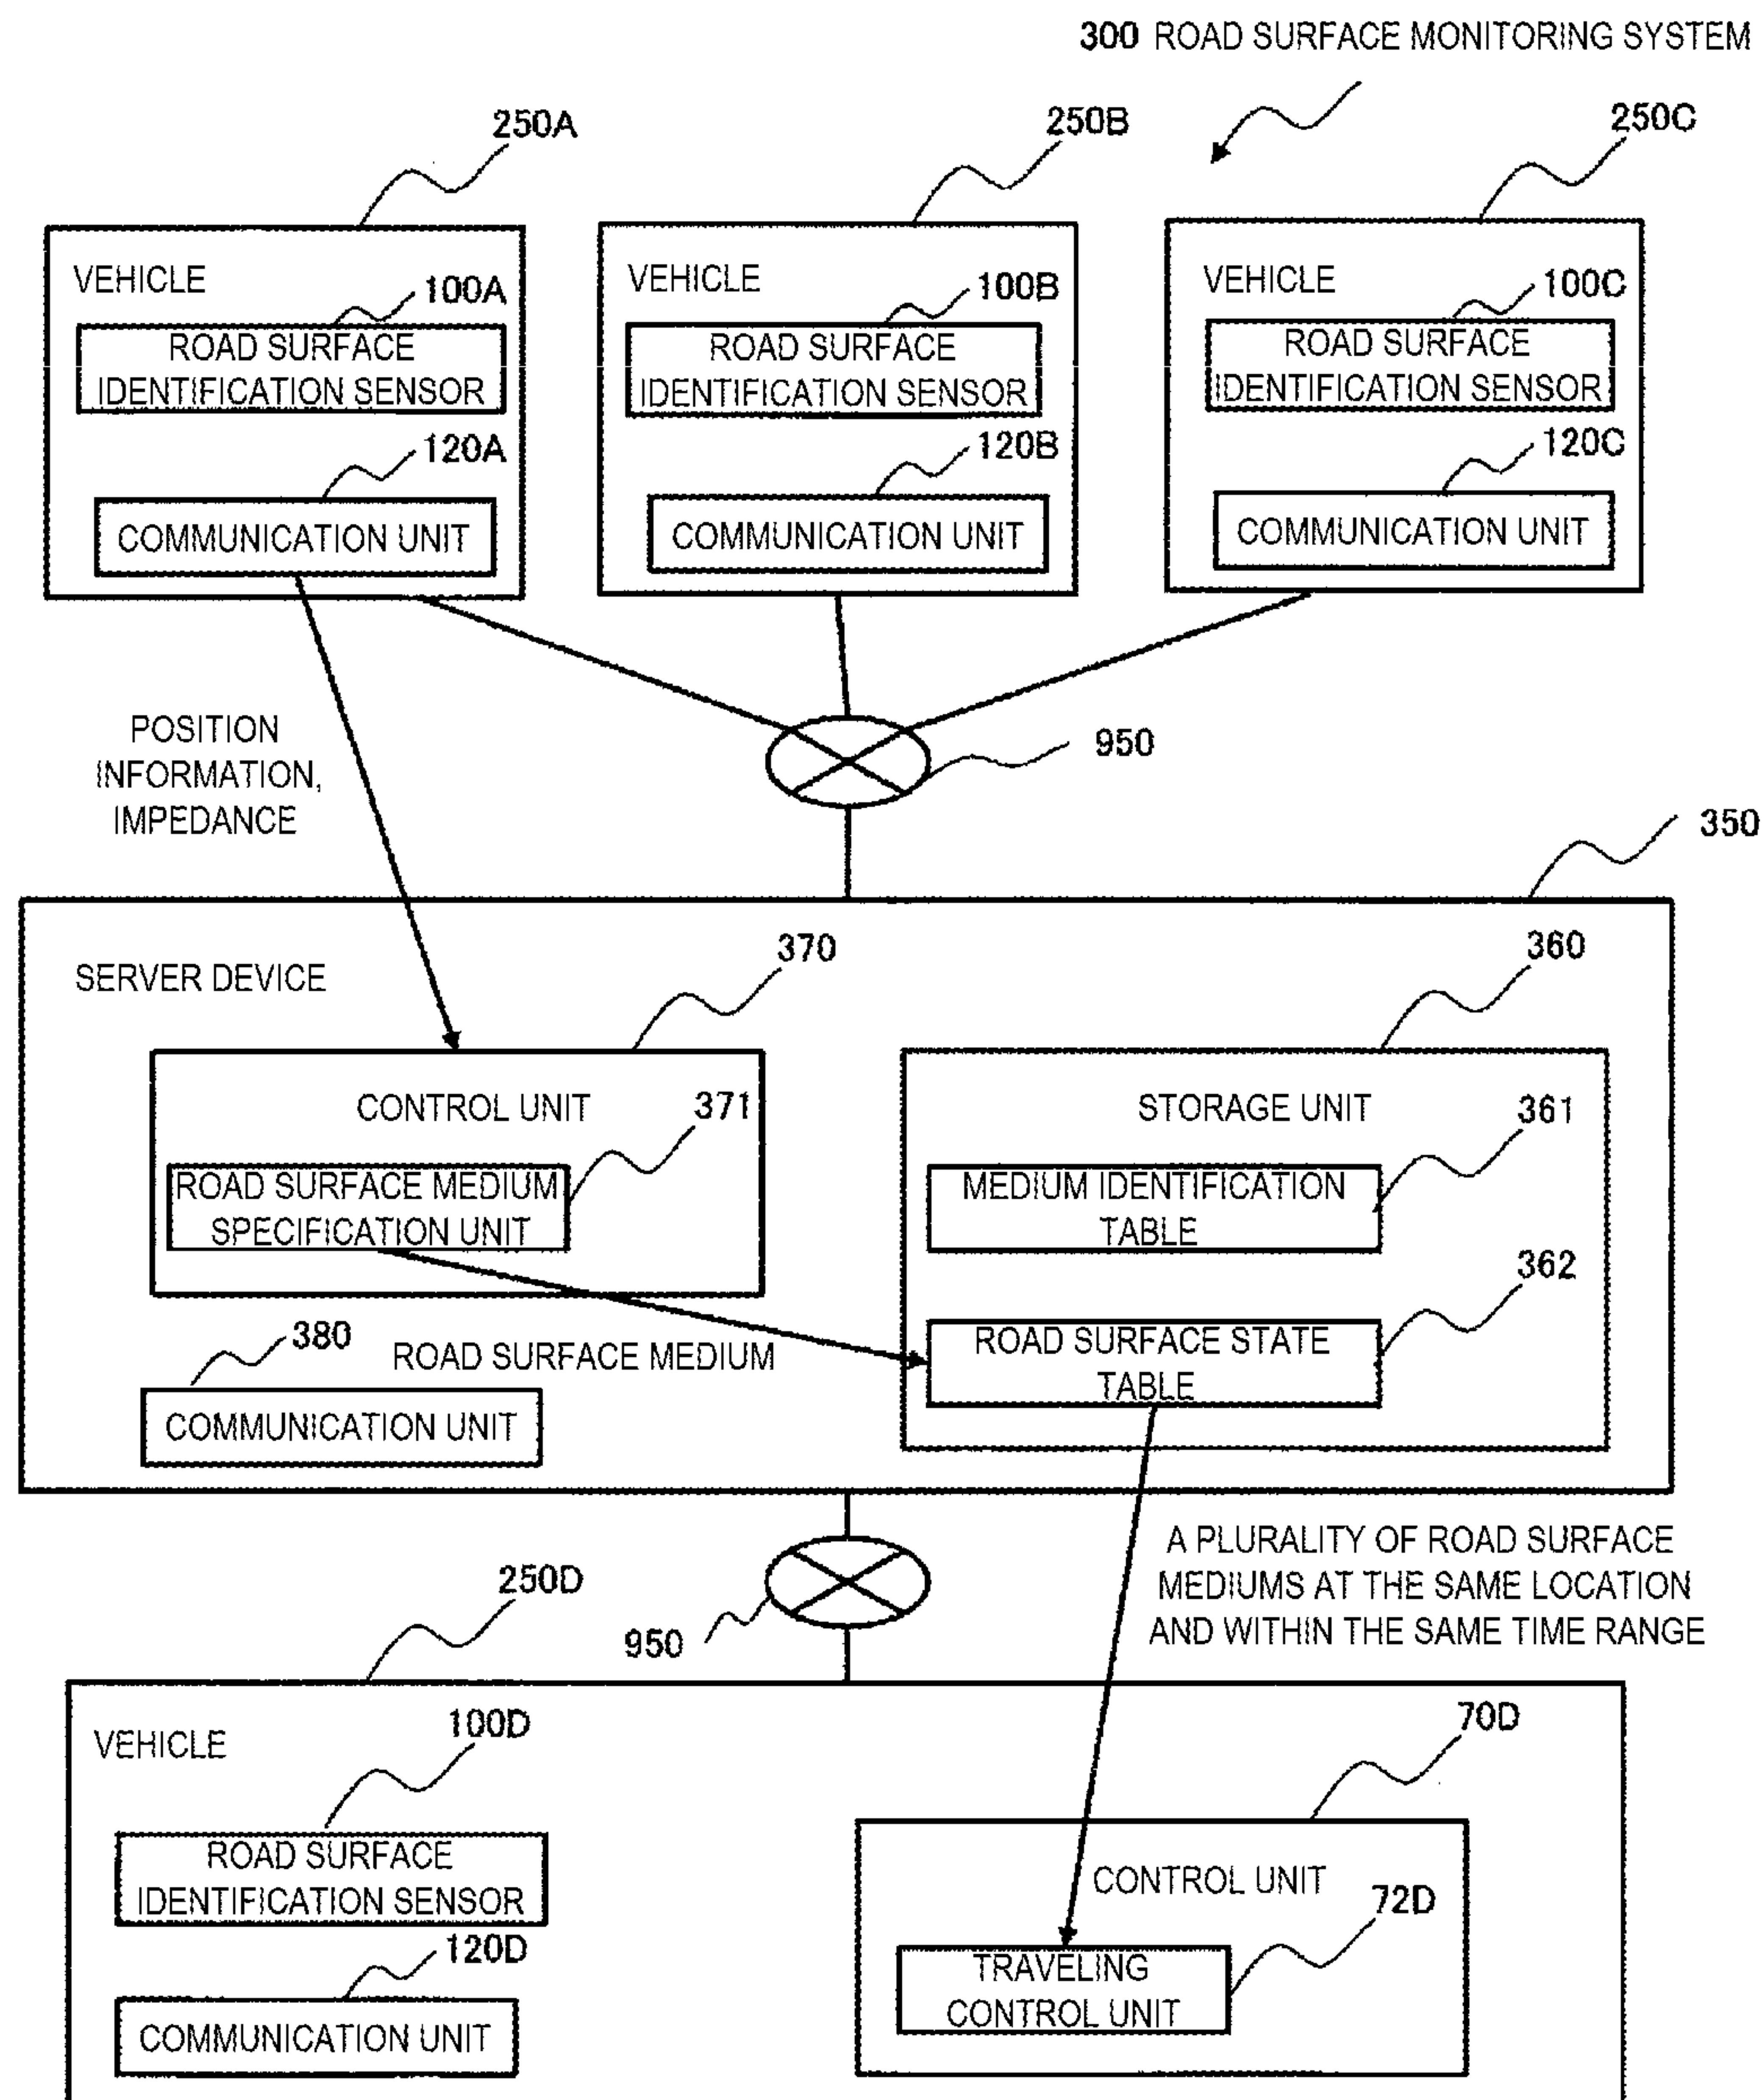 300 ROAD SURFACE MONITORING SYSTEM
250A
250B
250C
VEHICLE
100A
ROAD SURFACE
IDENTIFICATION SENSOR
120A
COMMUNICATION UNIT
VEHICLE
100B
ROAD SURFACE
IDENTIFICATION SENSOR
120B
COMMUNICATION UNIT
VEHICLE
100C
ROAD SURFACE
IDENTIFICATION SENSOR
120C
COMMUNICATION UNIT
POSITION
INFORMATION,
IMPEDANCE
950
350
SERVER DEVICE
370
CONTROL UNIT
371
ROAD SURFACE MEDIUM
SPECIFICATION UNIT
360
STORAGE UNIT
361
MEDIUM IDENTIFICATION
TABLE
362
ROAD SURFACE STATE
TABLE
380
ROAD SURFACE MEDIUM
COMMUNICATION UNIT
A PLURALITY OF ROAD SURFACE
MEDIUMS AT THE SAME LOCATION
AND WITHIN THE SAME TIME RANGE
950
250D
VEHICLE
100D
ROAD SURFACE
IDENTIFICATION SENSOR
120D
COMMUNICATION UNIT
70D
CONTROL UNIT
72D
TRAVELING
CONTROL UNIT